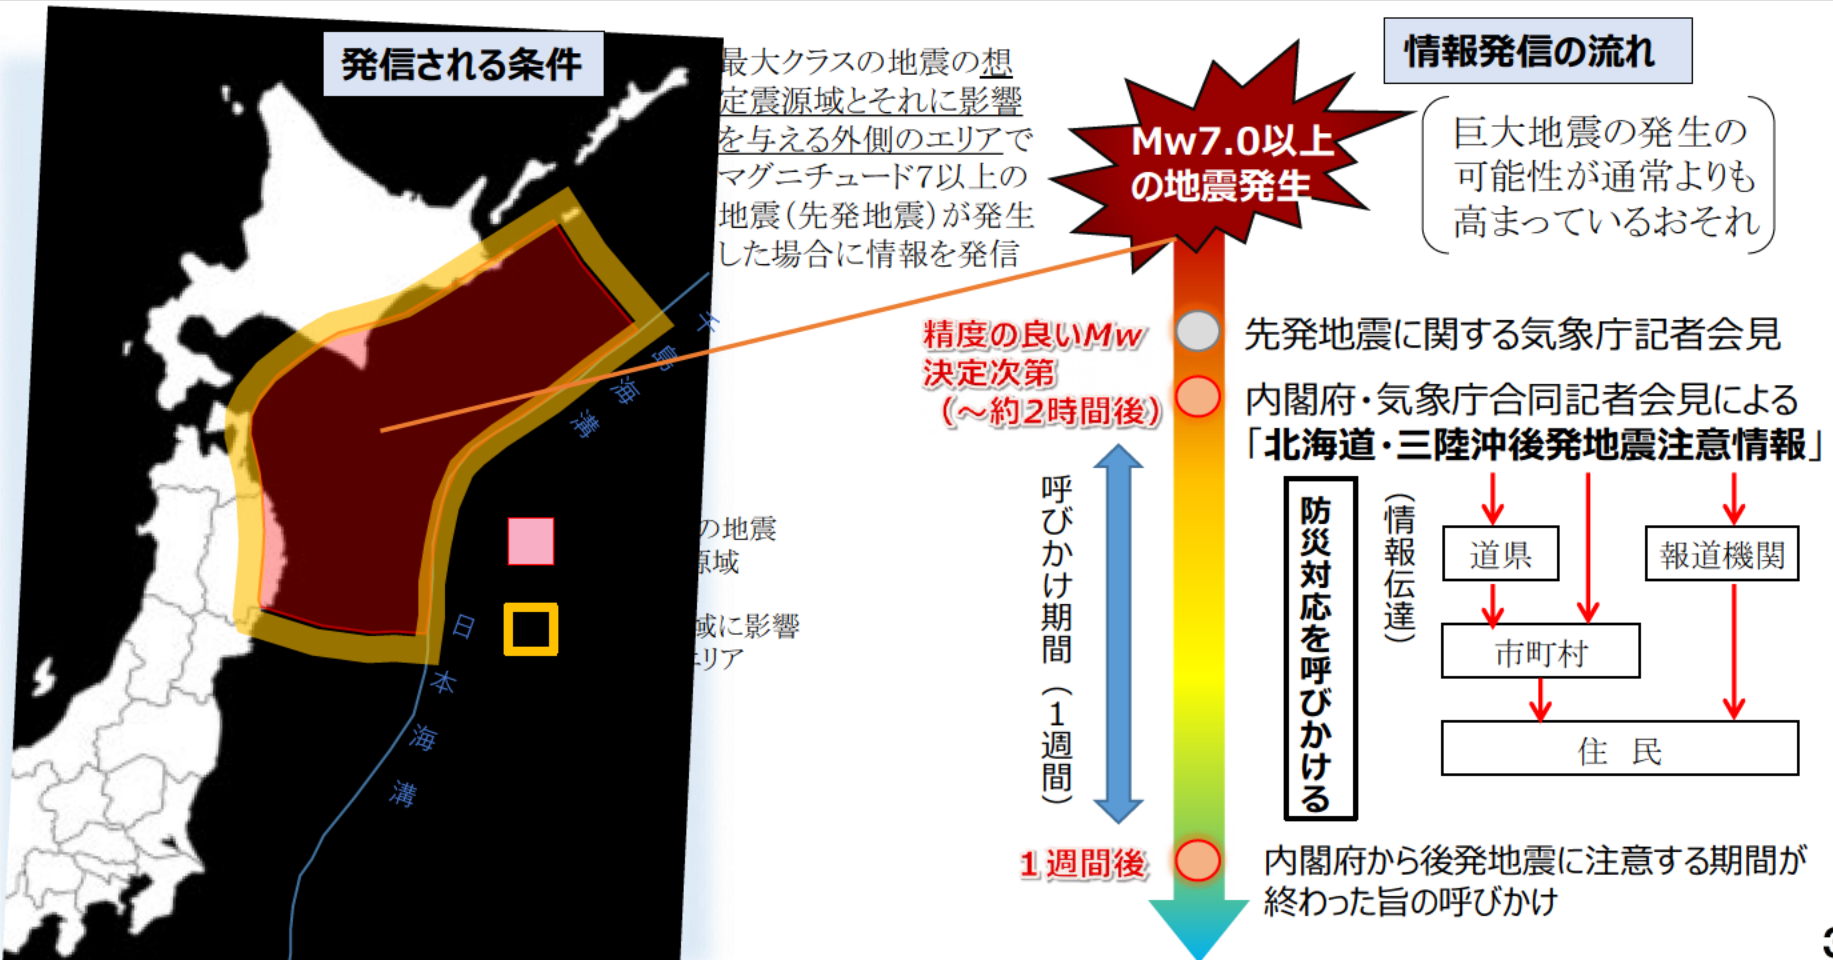 発信される条件
最大クラスの地震の想
定震源域とそれに影響
を与える外側のエリアで
マグニチュード7以上の
地震(先発地震)が発生
した場合に情報を発信
千島海溝
の地震
源域
域に影響
エリア
日本海溝
情報発信の流れ
Mw7.0以上
の地震発生
巨大地震の発生の
可能性が通常よりも
高まっているおそれ
精度の良いMw
決定次第
(~約2時間後)
先発地震に関する気象庁記者会見
内閣府・気象庁合同記者会見による
「北海道・三陸沖後発地震注意情報」
呼びかけ期間(1週間)
防災対応を呼びかける
(情報伝達)
道県
報道機関
市町村
住 民
1週間後
内閣府から後発地震に注意する期間が
終わった旨の呼びかけ